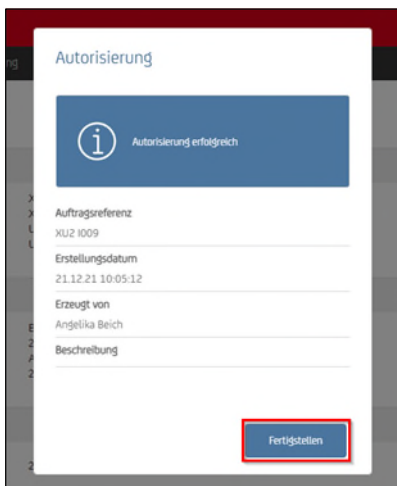 Autorisierung
Autorisierung erfolgreich
Auftragsreferenz
XU2 I009
Erstellungsdatum
21.12.21 10:05:12
Erzeugt von
Angelika Beich
Beschreibung
Fertigstellen